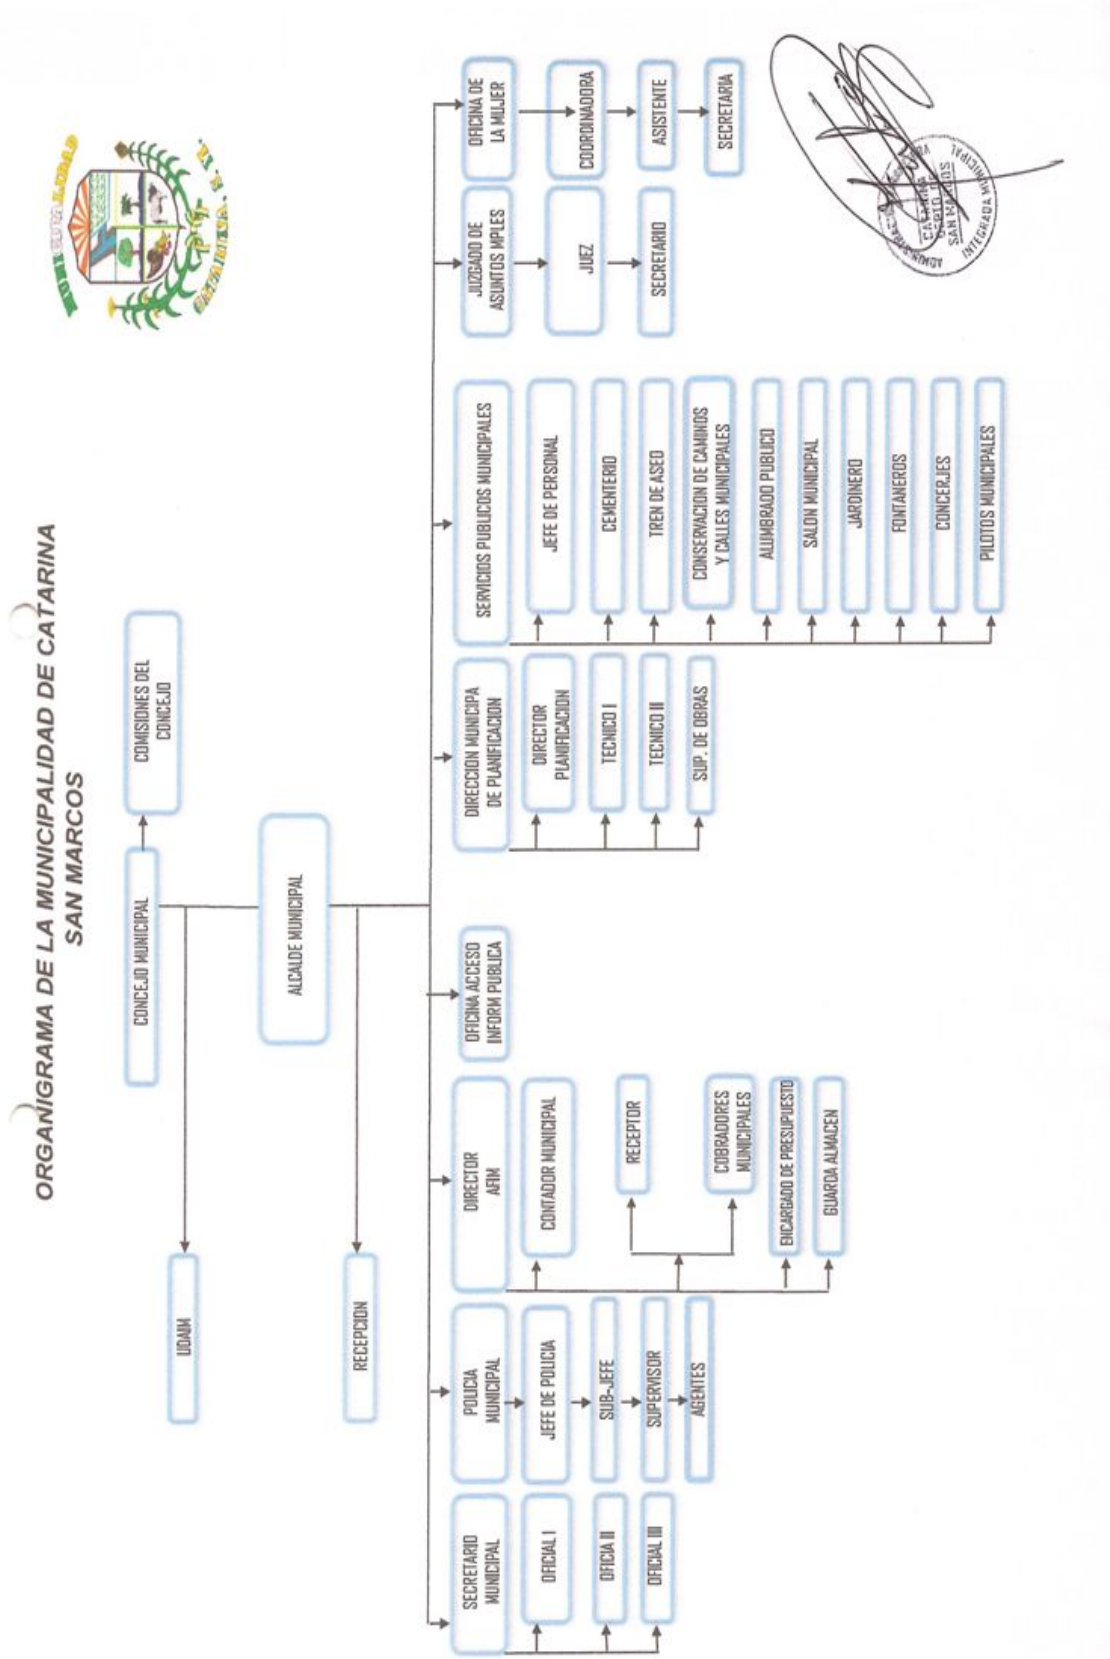 ORGANIGRAMA DE LA MUNICIPALIDAD DE CATARINA
SAN MARCOS
CONCEJO MUNICIPAL
COMISIONES DEL
CONCEJO
UDAIM
ALCALDE MUNICIPAL
RECEPCION
SECRETARIO
MUNICIPAL
OFICIAL I
OFICIA II
OFICIAL III
POLICIA
MUNICIPAL
JEFE DE POLICIA
SUB-JEFE
SUPERVISOR
AGENTES
DIRECTOR
AFIM
CONTADOR MUNICIPAL
RECEPTOR
COBRADORES
MUNICIPALES
ENCARGADO DE PRESUPUESTO
GUARDA ALMACEN
OFICINA ACCESO
INFORM PUBLICA
DIRECCION MUNICIPA
DE PLANIFICACION
DIRECTOR
PLANIFICACION
TECNICO I
TECNICO II
SUP. DE OBRAS
SERVICIOS PUBLICOS MUNICIPALES
JEFE DE PERSONAL
CEMENTERIO
TREN DE ASEO
CONSERVACION DE CAMINOS
Y CALLES MUNICIPALES
ALUMBRADO PUBLICO
SALON MUNICIPAL
JARDINERO
FONTANEROS
CONCERJES
PILOTOS MUNICIPALES
JUZGADO DE
ASUNTOS MPLES
JUEZ
SECRETARIO
OFICINA DE
LA MUJER
COORDINADORA
ASISTENTE
SECRETARIA
CATARINA
SAN MARCOS
INTEGRADA MUNICIPAL